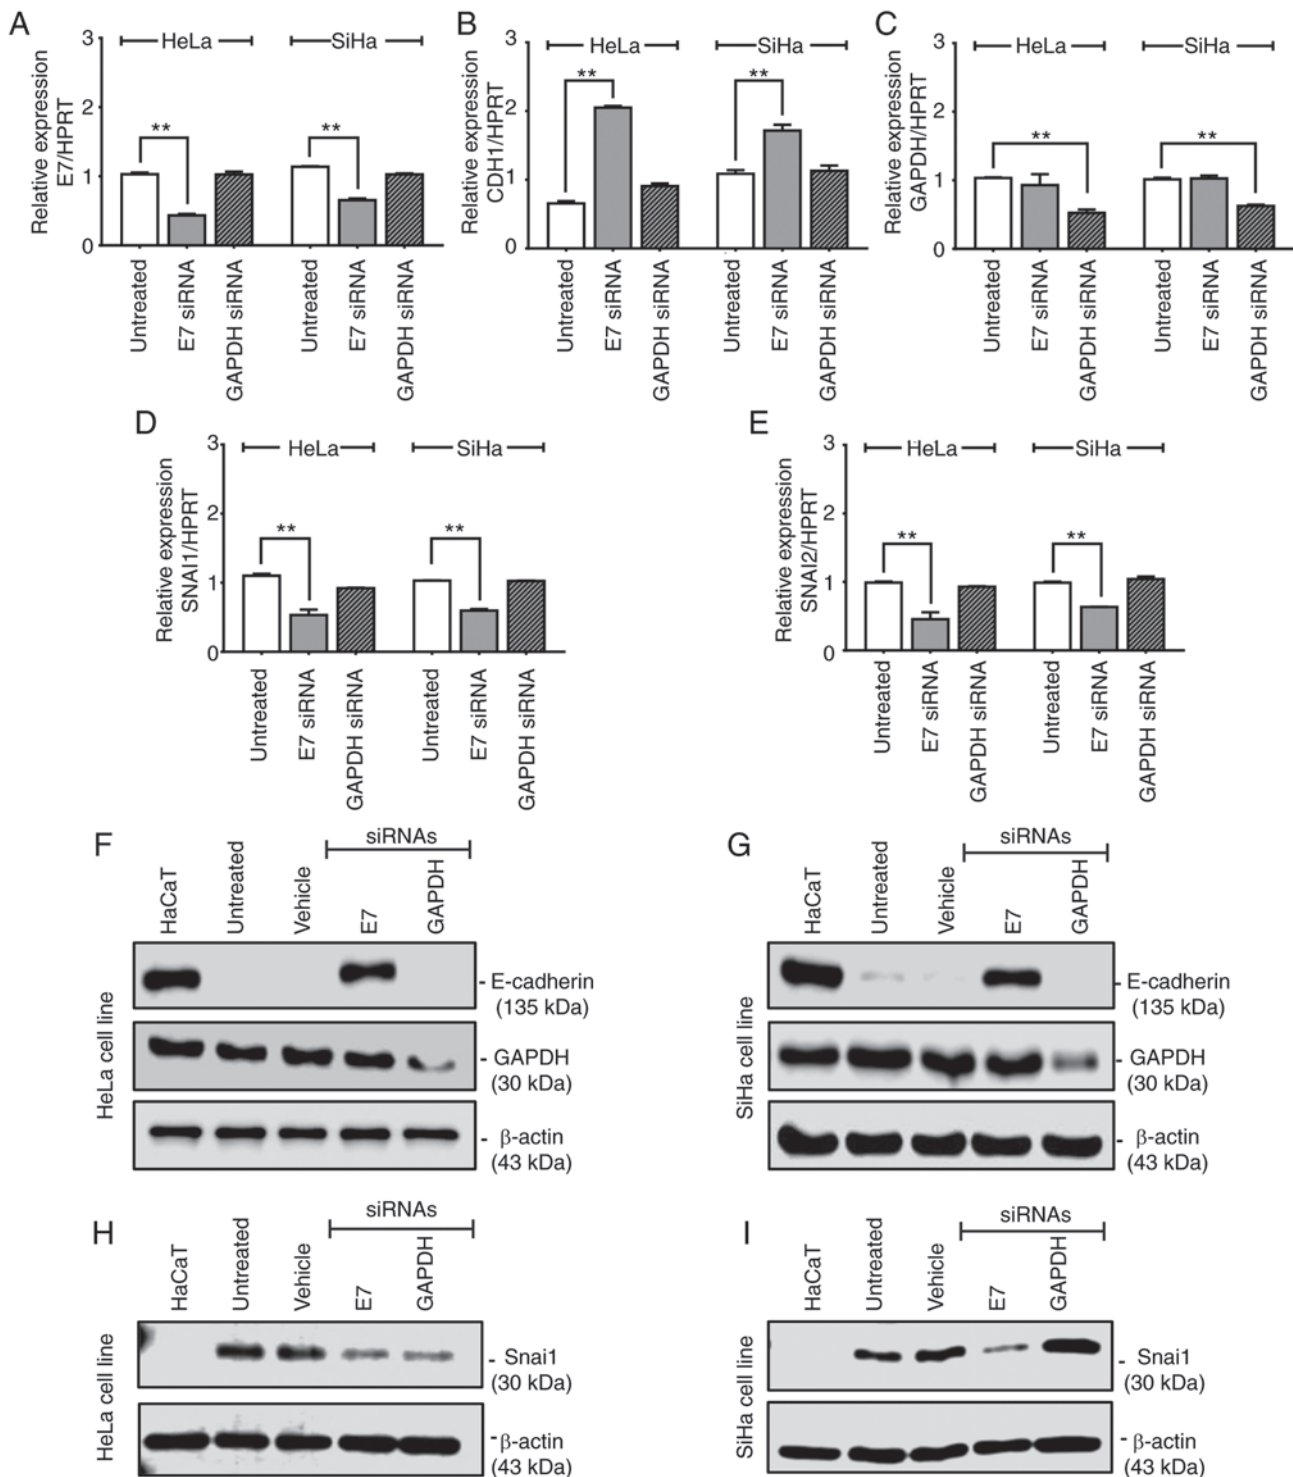 A
Relative expression
E7/HPRT
3
2
1
0
HeLa
SiHa
**
**
Untreated
E7 siRNA
GAPDH siRNA
Untreated
E7 siRNA
GAPDH siRNA
B
Relative expression
CDH1/HPRT
3
2
1
0
HeLa
SiHa
**
**
Untreated
E7 siRNA
GAPDH siRNA
Untreated
E7 siRNA
GAPDH siRNA
C
Relative expression
GAPDH/HPRT
3
2
1
0
HeLa
SiHa
**
**
Untreated
E7 siRNA
GAPDH siRNA
Untreated
E7 siRNA
GAPDH siRNA
D
Relative expression
SNAI1/HPRT
3
2
1
0
HeLa
SiHa
**
**
Untreated
E7 siRNA
GAPDH siRNA
Untreated
E7 siRNA
GAPDH siRNA
E
Relative expression
SNAI2/HPRT
3
2
1
0
HeLa
SiHa
**
**
Untreated
E7 siRNA
GAPDH siRNA
Untreated
E7 siRNA
GAPDH siRNA
F
siRNAs
HaCaT
Untreated
Vehicle
E7
GAPDH
HeLa cell line
E-cadherin
(135 kDa)
GAPDH
(30 kDa)
β-actin
(43 kDa)
G
siRNAs
HaCaT
Untreated
Vehicle
E7
GAPDH
SiHa cell line
E-cadherin
(135 kDa)
GAPDH
(30 kDa)
β-actin
(43 kDa)
H
siRNAs
HaCaT
Untreated
Vehicle
E7
GAPDH
HeLa cell line
Snai1
(30 kDa)
HeLa cell line
β-actin
(43 kDa)
I
siRNAs
HaCaT
Untreated
Vehicle
E7
GAPDH
SiHa cell line
Snai1
(30 kDa)
SiHa cell line
β-actin
(43 kDa)